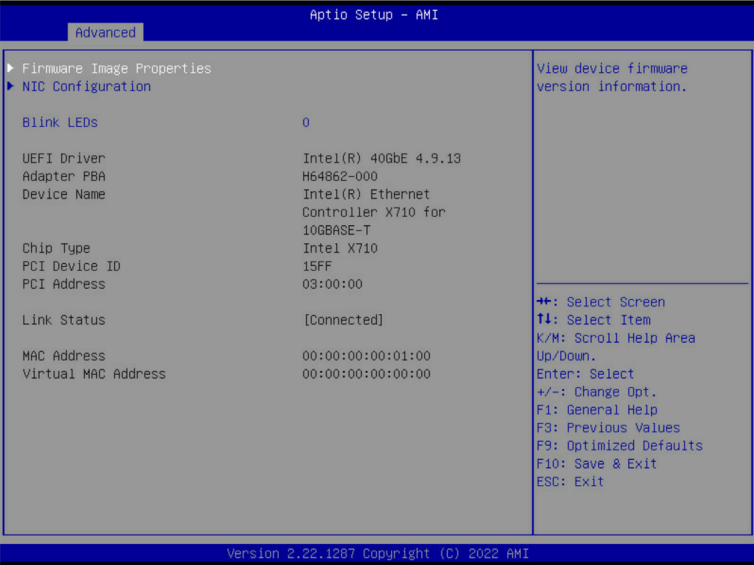 Aptio Setup - AMI
Advanced
Firmware Image Properties
NIC Configuration
Blink LEDs 0
UEFI Driver Intel(R) 40GbE 4.9.13
Adapter PBA H64862-000
Device Name Intel(R) Ethernet
Controller X710 for
10GBASE-T
Chip Type Intel X710
PCI Device ID 15FF
PCI Address 03:00:00
Link Status [Connected]
MAC Address 00:00:00:00:01:00
Virtual MAC Address 00:00:00:00:00:00
View device firmware
version information.
→←: Select Screen
↑↓: Select Item
K/M: Scroll Help Area
Up/Down.
Enter: Select
+/-: Change Opt.
F1: General Help
F3: Previous Values
F9: Optimized Defaults
F10: Save & Exit
ESC: Exit
Version 2.22.1287 Copyright (C) 2022 AMI